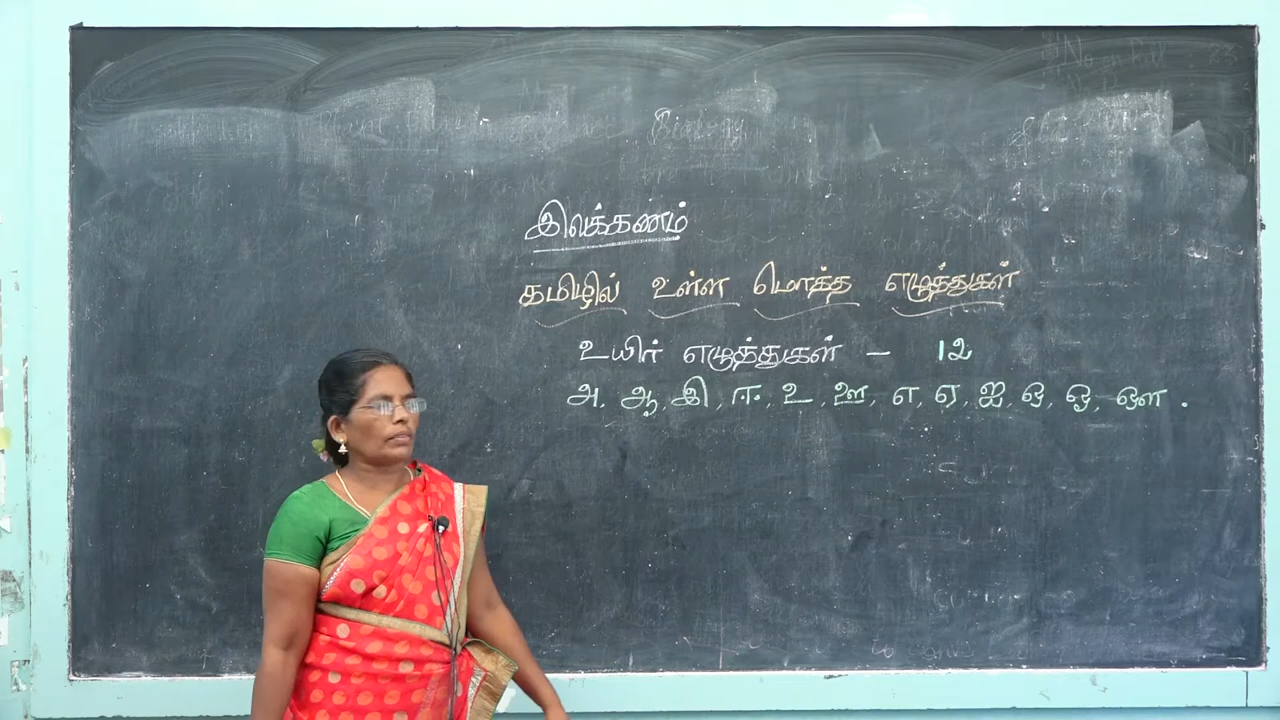 இலக்கணம்
தமிழில் உள்ள மொத்த எழுத்துகள்
உயிர் எழுத்துகள் – 12
அ, ஆ, இ, ஈ, உ, ஊ, எ, ஏ, ஐ, ஒ, ஓ, ஔ .